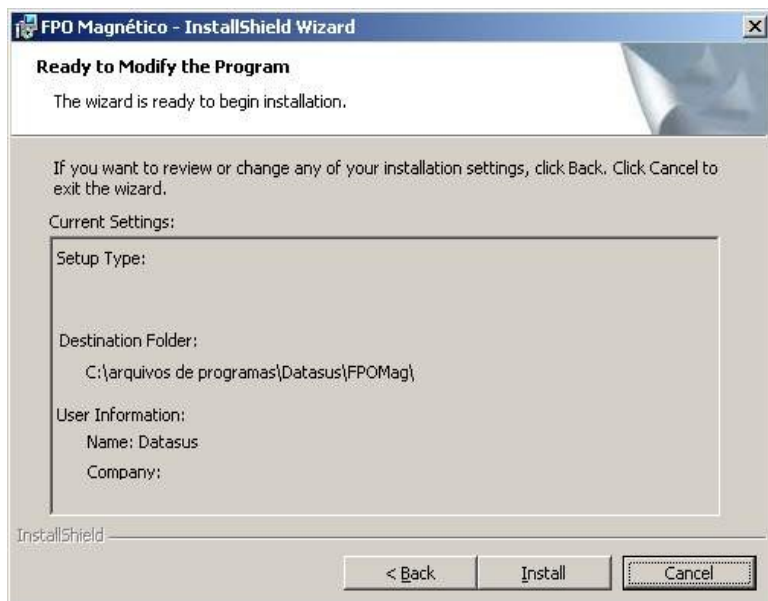 FPO Magnético - InstallShield Wizard
Ready to Modify the Program
The wizard is ready to begin installation.
If you want to review or change any of your installation settings, click Back. Click Cancel to
exit the wizard.
Current Settings:
Setup Type:
Destination Folder:
C:\arquivos de programas\Datasus\FPOMag\
User Information:
Name: Datasus
Company:
InstallShield
< Back
Install
Cancel